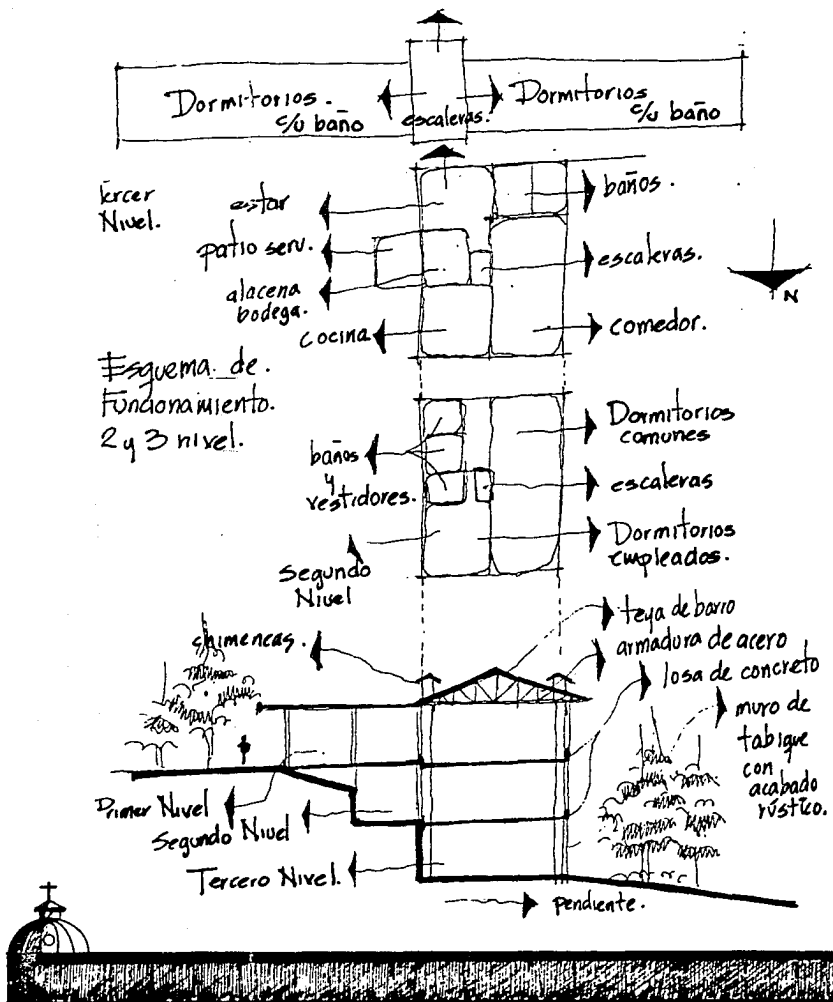 Dormitorios.
c/u baño
escaleras.
Dormitorios
c/u baño
tercer
Nivel.
estar
baños.
patio serv.
escaleras.
alacena
bodega.
cocina
comedor.
N
Esquema de.
Funcionamiento.
2 y 3 nivel.
Dormitorios
comunes
baños
y
vestidores.
escaleras
Dormitorios
empleados.
Segundo
Nivel
teja de barro
chimeneas.
armadura de acero
losa de concreto
muro de
tabique
con
acabado
rústico.
Primer Nivel
Segundo Nivel
Tercero Nivel.
pendiente.